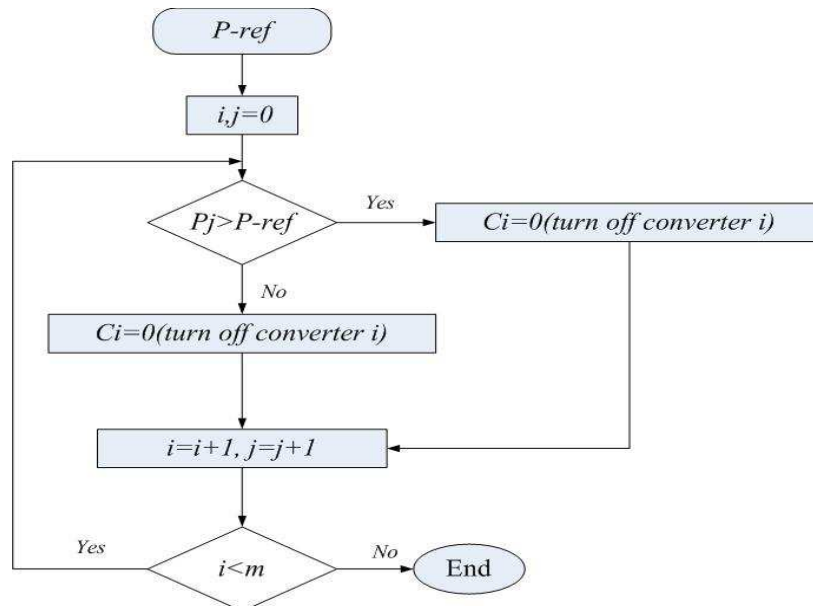 P-ref
i,j=0
Pj>P-ref
Yes
Ci=0(turn off converter i)
No
Ci=0(turn off converter i)
i=i+1, j=j+1
Yes
i<m
No
End